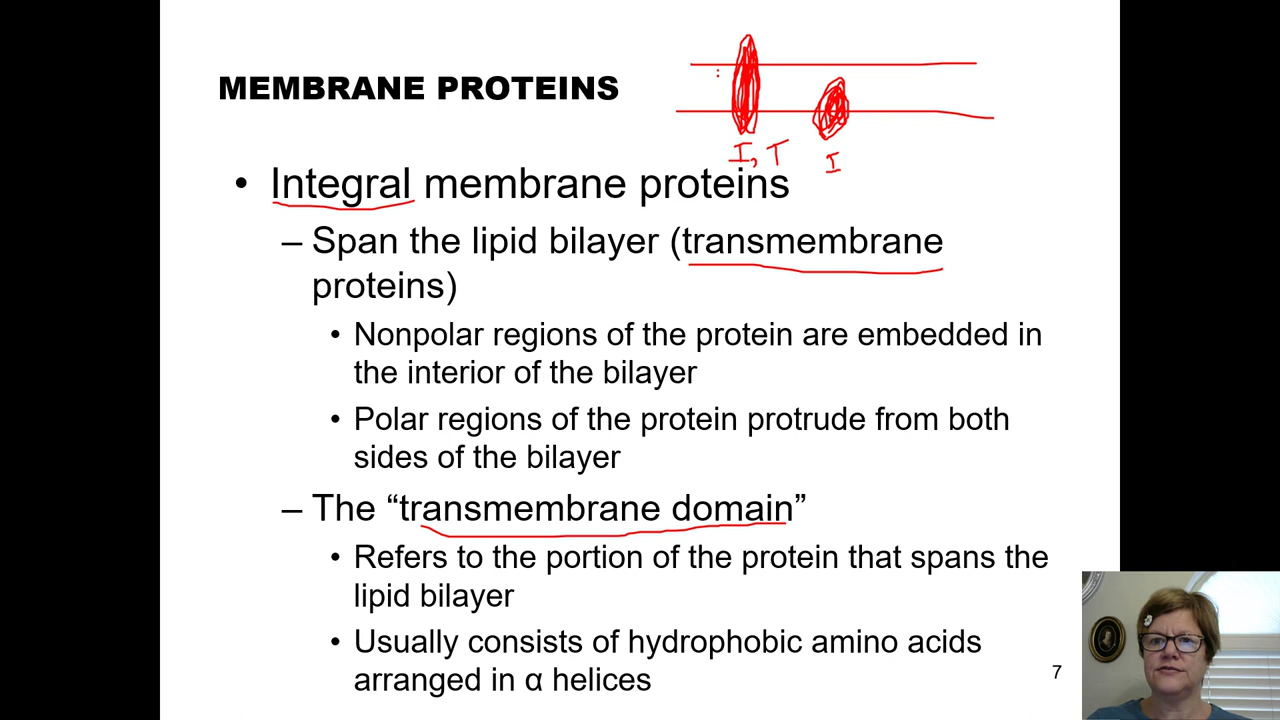 MEMBRANE PROTEINS
I, T
I
• Integral membrane proteins
– Span the lipid bilayer (transmembrane
proteins)
• Nonpolar regions of the protein are embedded in
the interior of the bilayer
• Polar regions of the protein protrude from both
sides of the bilayer
– The “transmembrane domain”
• Refers to the portion of the protein that spans the
lipid bilayer
• Usually consists of hydrophobic amino acids
arranged in α helices
7